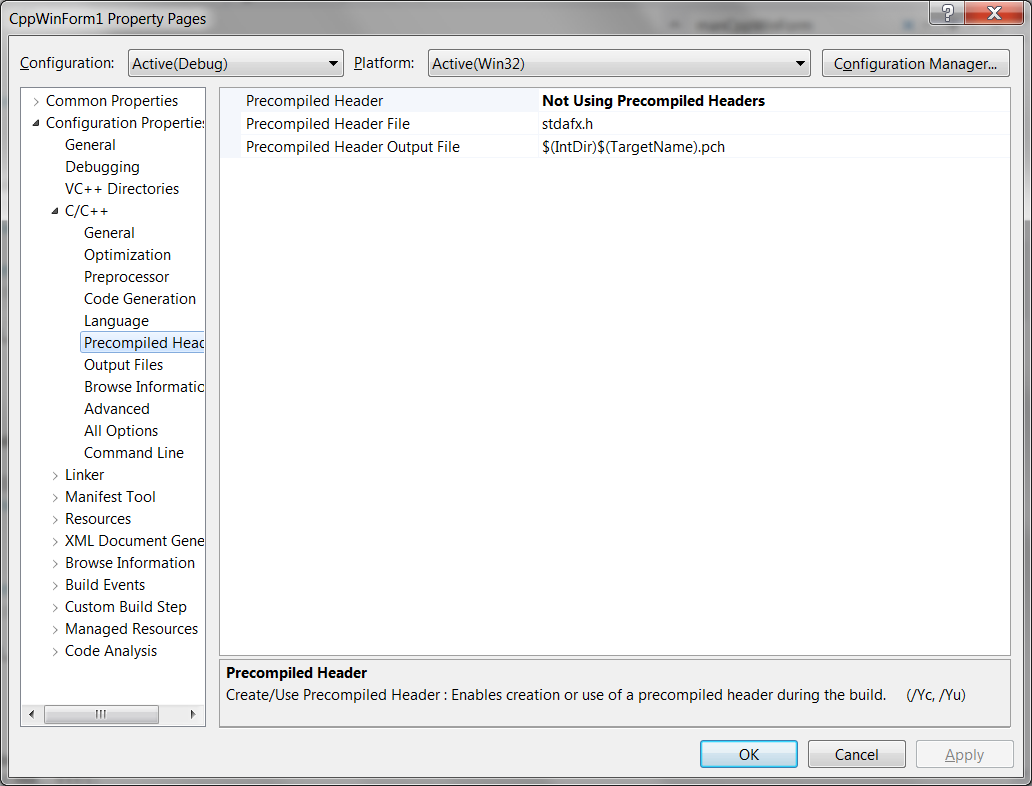 CppWinForm1 Property Pages
Configuration: Active(Debug) Platform: Active(Win32) Configuration Manager...
Common Properties
Configuration Properties
General
Debugging
VC++ Directories
C/C++
General
Optimization
Preprocessor
Code Generation
Language
Precompiled Head
Output Files
Browse Informatic
Advanced
All Options
Command Line
Linker
Manifest Tool
Resources
XML Document Gene
Browse Information
Build Events
Custom Build Step
Managed Resources
Code Analysis
Precompiled Header Not Using Precompiled Headers
Precompiled Header File stdafx.h
Precompiled Header Output File $(IntDir)$(TargetName).pch
Precompiled Header
Create/Use Precompiled Header : Enables creation or use of a precompiled header during the build. (/Yc, /Yu)
OK Cancel Apply